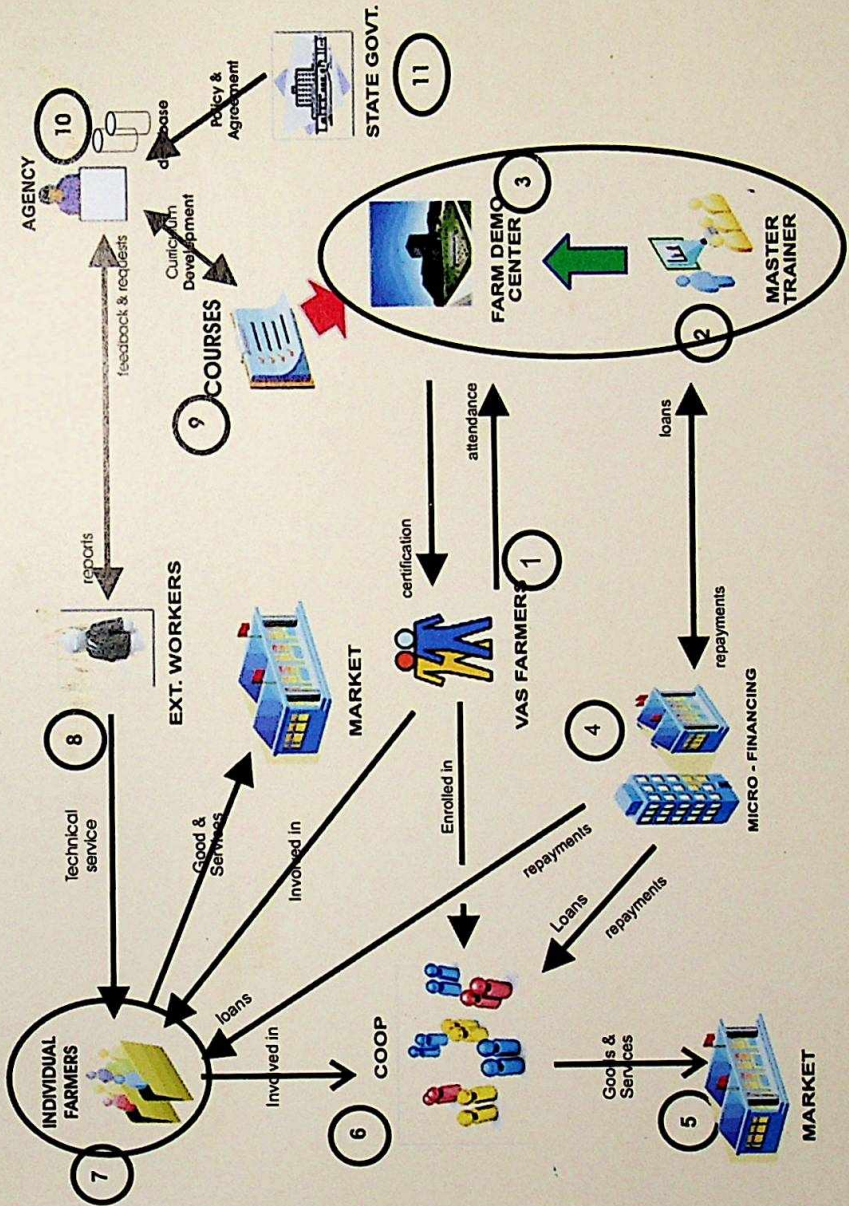 AGENCY
10
INDIVIDUAL
FARMERS
7
Technical
service
8
reports
feedback & requests
database
Policy &
Agreement
Curriculum
Development
EXT. WORKERS
9
COURSES
STATE GOVT.
11
Good &
Services
MARKET
loans
Involved in
Involved in
6
COOP
certification
attendance
1
VAS FARMERS
Enrolled in
FARM DEMO
CENTER
3
repayments
4
Loans
repayments
Goods &
Services
5
MARKET
MICRO - FINANCING
repayments
loans
2
MASTER
TRAINER